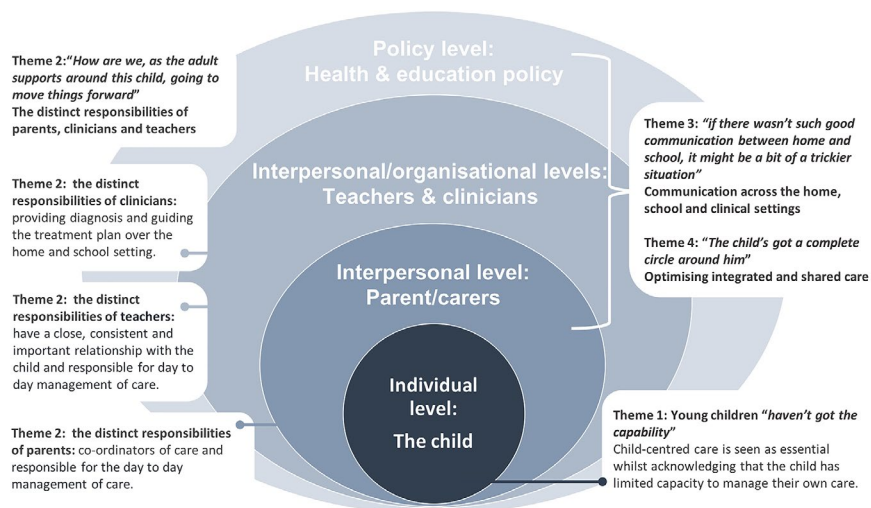 Policy level:
Health & education policy
Interpersonal/organisational levels:
Teachers & clinicians
Interpersonal level:
Parent/carers
Individual
level:
The child
Theme 2:“How are we, as the adult
supports around this child, going to
move things forward”
The distinct responsibilities of
parents, clinicians and teachers
Theme 2:  the distinct
responsibilities of clinicians:
providing diagnosis and guiding
the treatment plan over the
home and school setting.
Theme 2:  the distinct
responsibilities of teachers:
have a close, consistent and
important relationship with the
child and responsible for day to
day management of care.
Theme 2:  the distinct responsibilities
of parents: co-ordinators of care and
responsible for the day to day
management of care.
Theme 3: “if there wasn’t such good
communication between home and
school, it might be a bit of a trickier
situation”
Communication across the home,
school and clinical settings
Theme 4: “The child’s got a complete
circle around him”
Optimising integrated and shared care
Theme 1: Young children “haven’t got the
capability”
Child-centred care is seen as essential
whilst acknowledging that the child has
limited capacity to manage their own care.